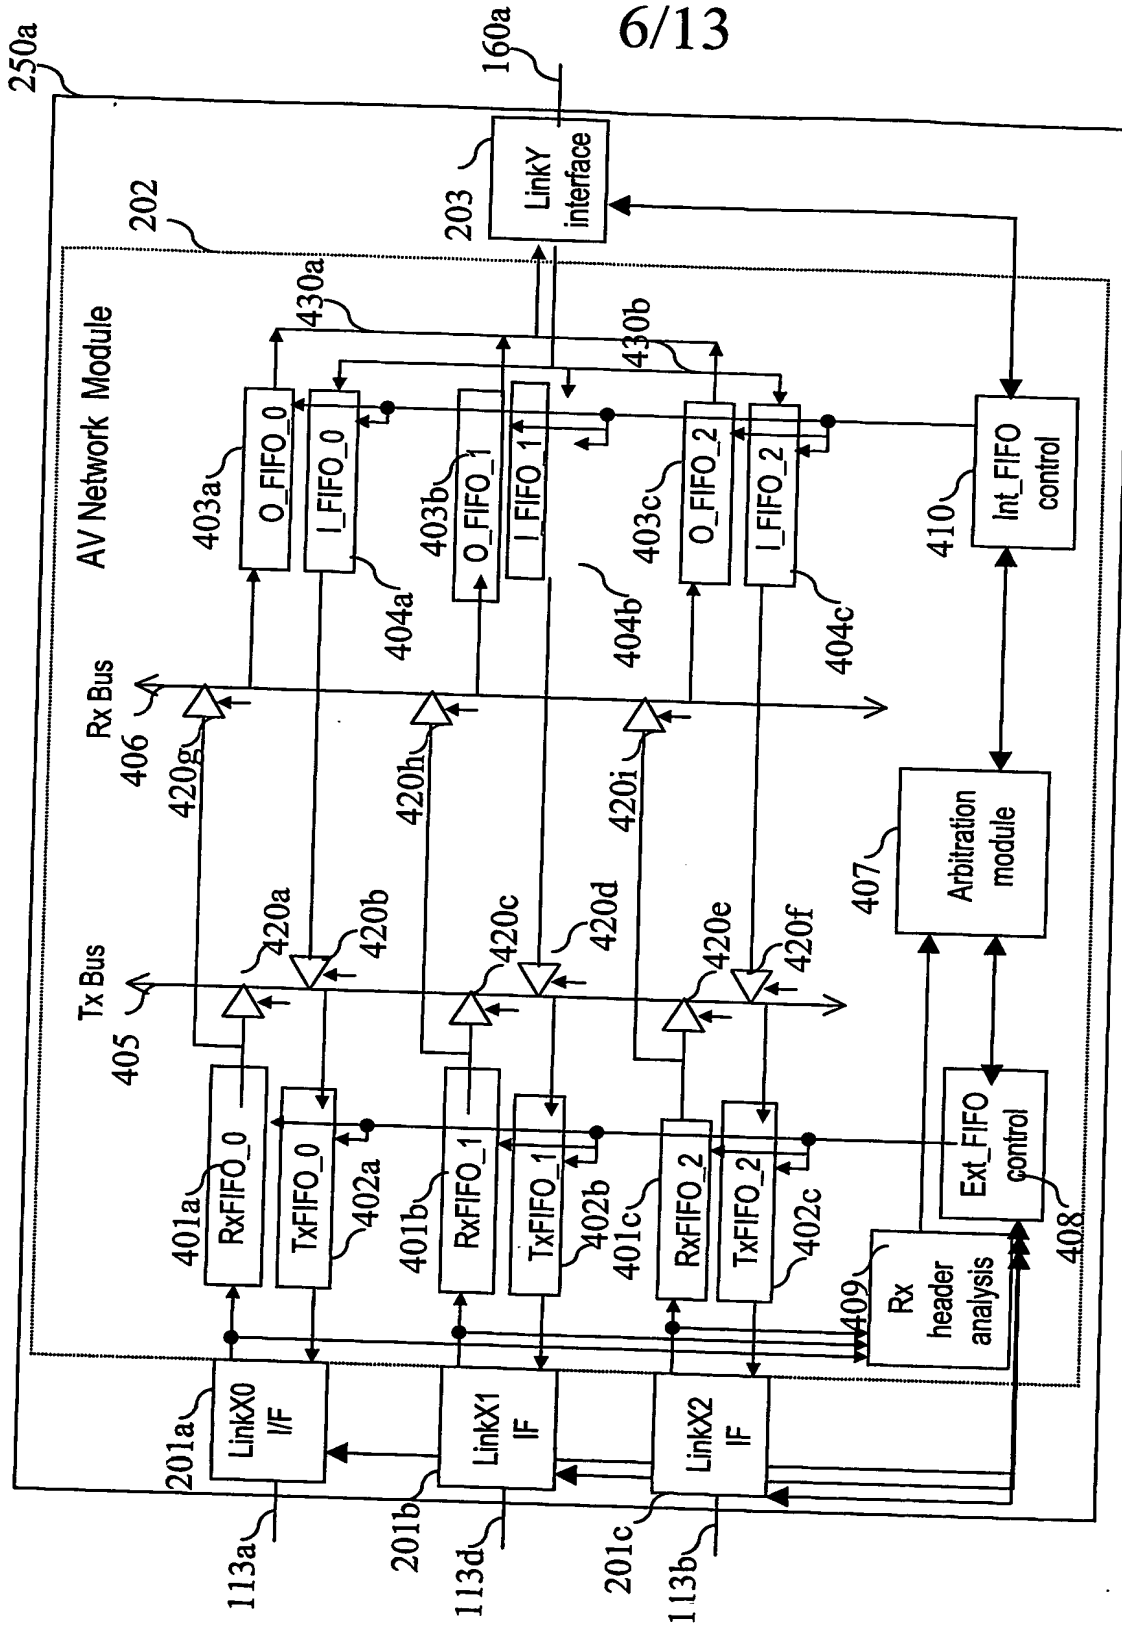 6/13
250a
160a
203
LinkY
interface
202
AV Network Module
430a
430b
403a
O_FIFO_0
I_FIFO_0
404a
403b
O_FIFO_1
I_FIFO_1
404b
403c
O_FIFO_2
I_FIFO_2
404c
410
Int_FIFO
control
Rx Bus
406
420g
420h
420i
Tx Bus
405
420a
420b
420c
420d
420e
420f
407
Arbitration
module
401a
RxFIFO_0
TxFIFO_0
402a
401b
RxFIFO_1
TxFIFO_1
402b
401c
RxFIFO_2
TxFIFO_2
402c
Ext_FIFO
control
408
409
Rx
header
analysis
201a
LinkX0
I/F
113a
201b
LinkX1
IF
113d
201c
LinkX2
IF
113b